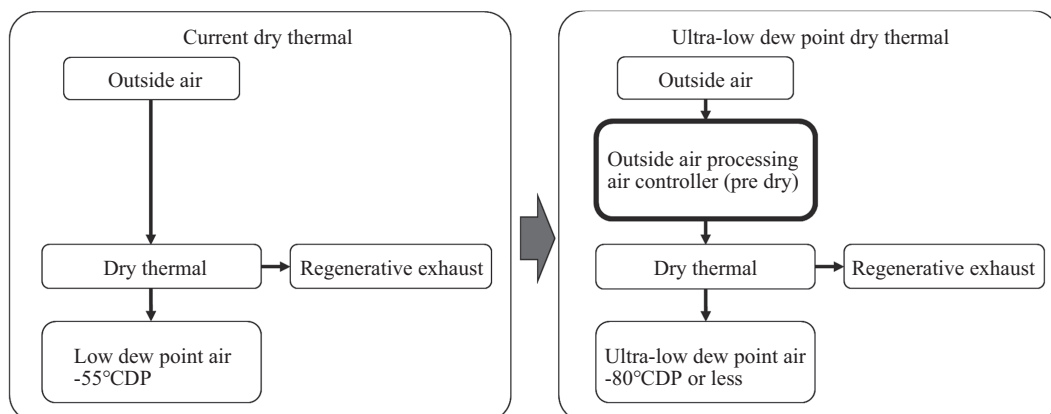 Current dry thermal
Outside air
Dry thermal
Regenerative exhaust
Low dew point air
-55°CDP
Ultra-low dew point dry thermal
Outside air
Outside air processing
air controller (pre dry)
Dry thermal
Regenerative exhaust
Ultra-low dew point air
-80°CDP or less